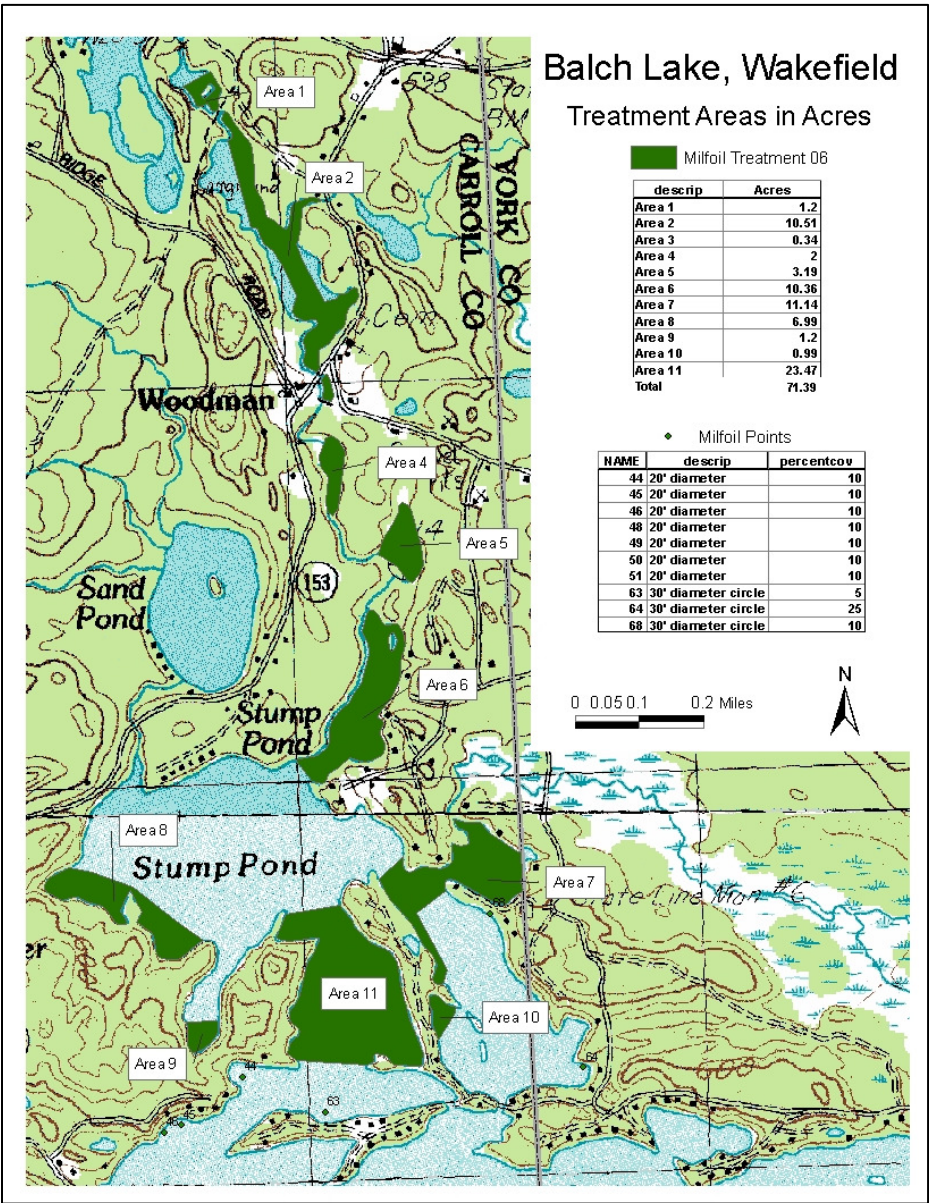 Balch Lake, Wakefield
Treatment Areas in Acres
Milfoil Treatment 06
descrip Acres
Area 1 1.2
Area 2 10.51
Area 3 0.34
Area 4 2
Area 5 3.19
Area 6 10.36
Area 7 11.14
Area 8 6.99
Area 9 1.2
Area 10 0.99
Area 11 23.47
Total 71.39
Milfoil Points
NAME descrip percentcov
44 20' diameter 10
45 20' diameter 10
46 20' diameter 10
48 20' diameter 10
49 20' diameter 10
50 20' diameter 10
51 20' diameter 10
63 30' diameter circle 5
64 30' diameter circle 25
68 30' diameter circle 10
N
0 0.05 0.1 0.2 Miles
Area 1
598
Area 2
RIDGE
ROAD
YORK CO
CARROLL CO
Cem
Woodman
Area 4
Area 5
153
Sand
Pond
Area 6
Stump
Pond
Area 8
Stump Pond
Area 7
68
Area 11
Area 10
Area 9
44
64
600
63
45
46